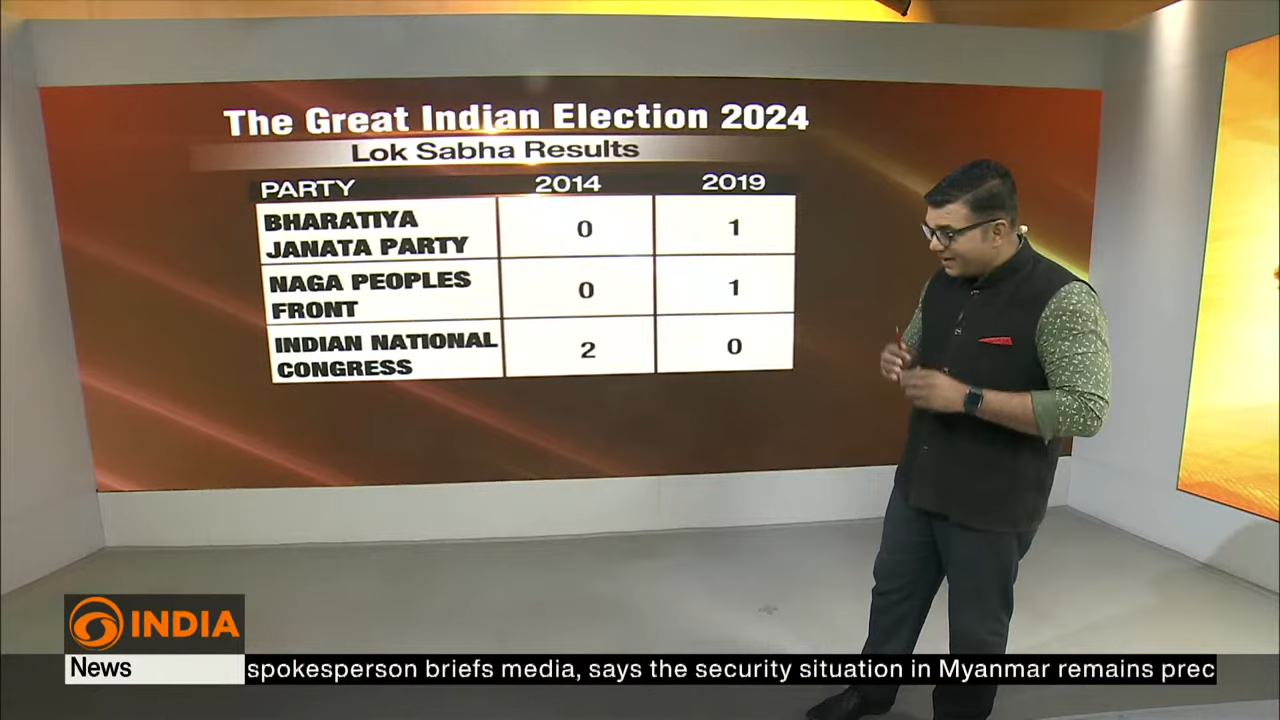 The Great Indian Election 2024
Lok Sabha Results
PARTY 2014 2019
BHARATIYA
JANATA PARTY 0 1
NAGA PEOPLES
FRONT 0 1
INDIAN NATIONAL
CONGRESS 2 0
INDIA
News
spokesperson briefs media, says the security situation in Myanmar remains prec